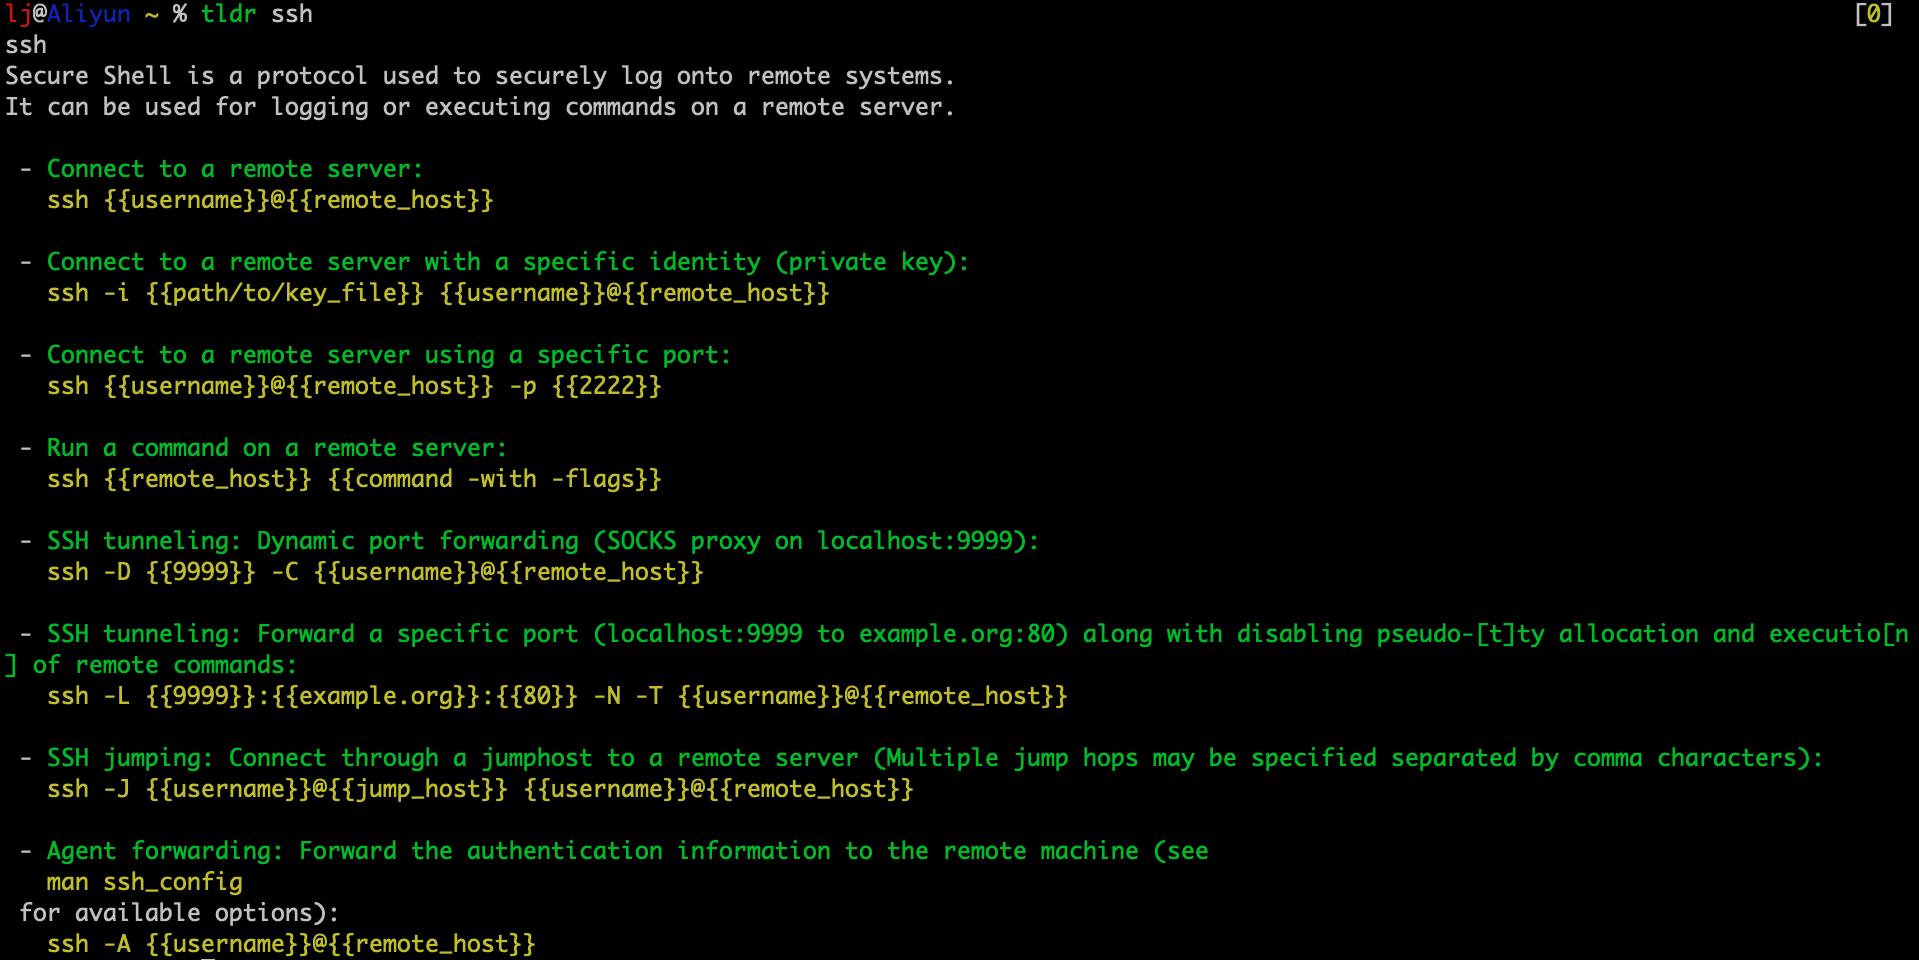 lj@Aliyun ~ % tldr ssh [0]
ssh
Secure Shell is a protocol used to securely log onto remote systems.
It can be used for logging or executing commands on a remote server.
- Connect to a remote server:
ssh {{username}}@{{remote_host}}
- Connect to a remote server with a specific identity (private key):
ssh -i {{path/to/key_file}} {{username}}@{{remote_host}}
- Connect to a remote server using a specific port:
ssh {{username}}@{{remote_host}} -p {{2222}}
- Run a command on a remote server:
ssh {{remote_host}} {{command -with -flags}}
- SSH tunneling: Dynamic port forwarding (SOCKS proxy on localhost:9999):
ssh -D {{9999}} -C {{username}}@{{remote_host}}
- SSH tunneling: Forward a specific port (localhost:9999 to example.org:80) along with disabling pseudo-[t]ty allocation and executio[n
] of remote commands:
ssh -L {{9999}}:{{example.org}}:{{80}} -N -T {{username}}@{{remote_host}}
- SSH jumping: Connect through a jumphost to a remote server (Multiple jump hops may be specified separated by comma characters):
ssh -J {{username}}@{{jump_host}} {{username}}@{{remote_host}}
- Agent forwarding: Forward the authentication information to the remote machine (see
man ssh_config
for available options):
ssh -A {{username}}@{{remote_host}}